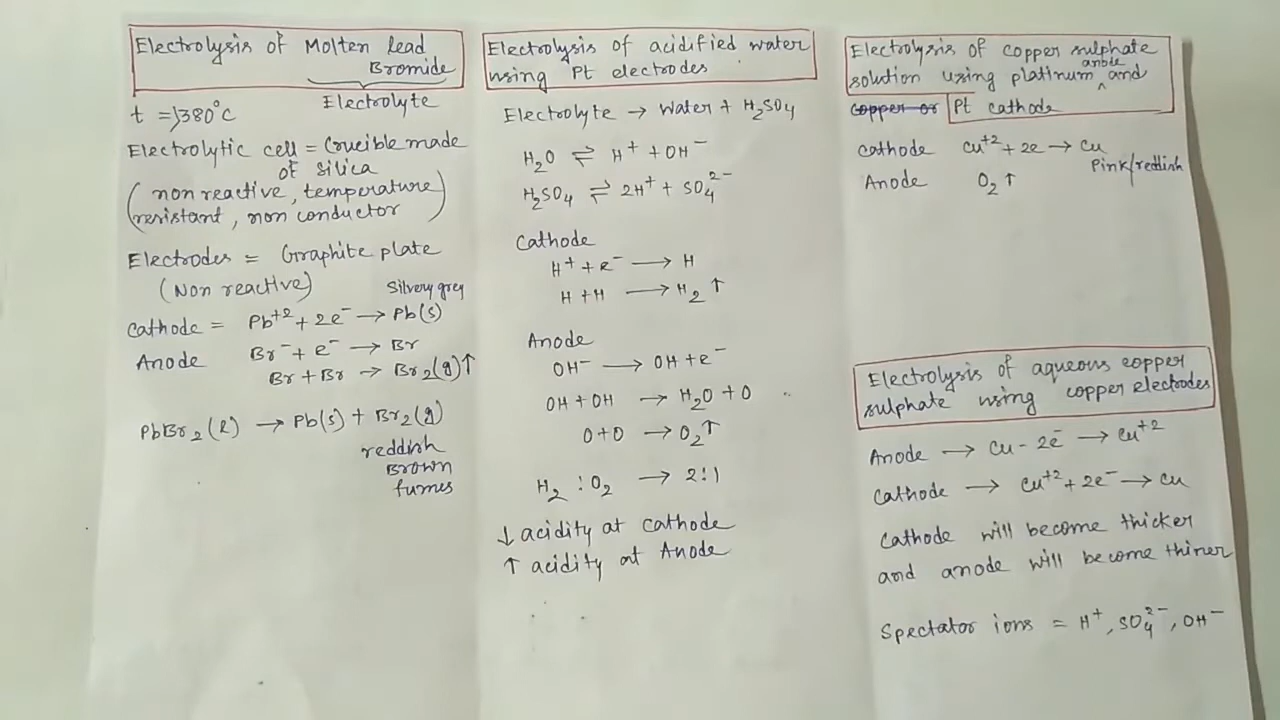 Electrolysis of Molten lead
Bromide
Electrolyte
t = 380°C
Electrolytic cell = Crucible made
of silica
(non reactive, temperature
resistant, non conductor)
Electrodes = Graphite plate
(Non reactive)
Silvery grey
Cathode = Pb⁺² + 2e⁻ → Pb(s)
Anode Br⁻ + e⁻ → Br
Br + Br → Br₂(g)↑
PbBr₂(l) → Pb(s) + Br₂(g)
reddish
Brown
fumes
Electrolysis of acidified water
using Pt electrodes
Electrolyte → water + H₂SO₄
H₂O ⇌ H⁺ + OH⁻
H₂SO₄ ⇌ 2H⁺ + SO₄²⁻
Cathode
H⁺ + e⁻ → H
H + H → H₂ ↑
Anode
OH⁻ → OH + e⁻
OH + OH → H₂O + O
O + O → O₂↑
H₂ : O₂ → 2:1
↓ acidity at cathode
↑ acidity at Anode
Electrolysis of copper sulphate
solution using platinum anode and
copper or Pt cathode
Cathode Cu⁺² + 2e → Cu
Pink/reddish
Anode O₂↑
Electrolysis of aqueous copper
sulphate using copper electrodes
Anode → Cu - 2e⁻ → Cu⁺²
Cathode → Cu⁺² + 2e⁻ → Cu
Cathode will become thicker
and anode will become thiner
Spectator ions = H⁺, SO₄²⁻, OH⁻